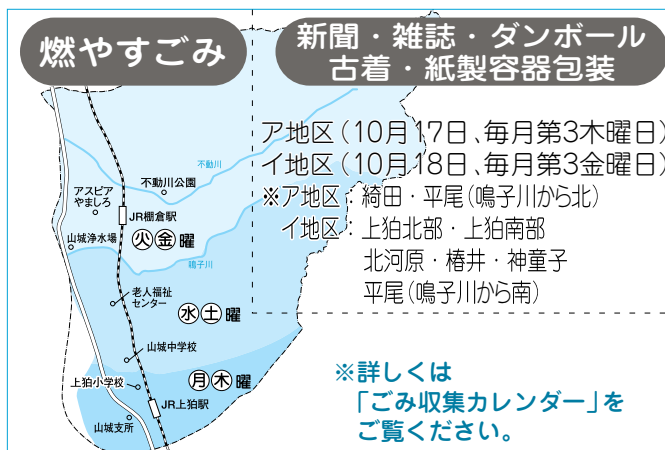 燃やすごみ
新聞・雑誌・ダンボール
古着・紙製容器包装
ア地区(10月17日、毎月第3木曜日)
イ地区(10月18日、毎月第3金曜日)
※ア地区:綺田・平尾(鳴子川から北)
イ地区:上狛北部・上狛南部
北河原・椿井・神童子
平尾(鳴子川から南)
不動川
不動川公園
アスピア
やましろ
JR棚倉駅
山城浄水場
火金曜
鳴子川
老人福祉
センター
水土曜
山城中学校
上狛小学校
月木曜
JR上狛駅
山城支所
※詳しくは
「ごみ収集カレンダー」を
ご覧ください。